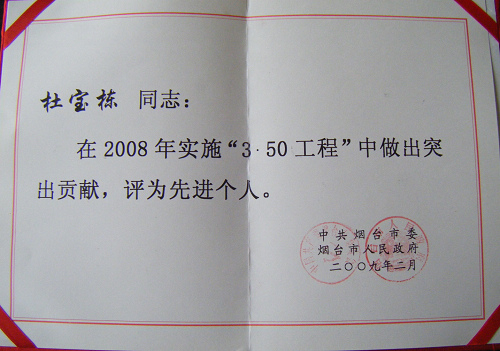 杜宝栋 同志：
在2008年实施“3·50工程”中做出突
出贡献，评为先进个人。
中共烟台市委
烟台市人民政府
二〇〇九年二月